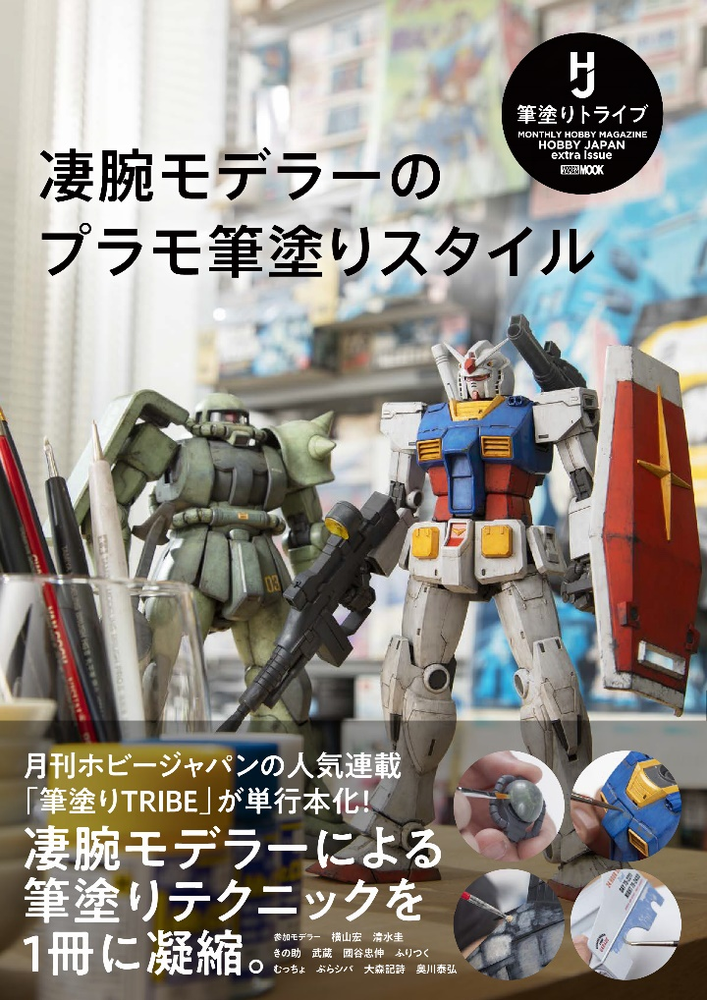 HJ
筆塗りトライブ
MONTHLY HOBBY MAGAZINE
HOBBY JAPAN
extra issue
HOBBY JAPAN MOOK
凄腕モデラーの
プラモ筆塗りスタイル
03
月刊ホビージャパンの人気連載
「筆塗りTRIBE」が単行本化!
凄腕モデラーによる
筆塗りテクニックを
1冊に凝縮。
参加モデラー 横山宏 清水圭
きの助 武蔵 國谷忠伸 ふりつく
むっちょ ぷらシバ 大森記詩 奥川泰弘